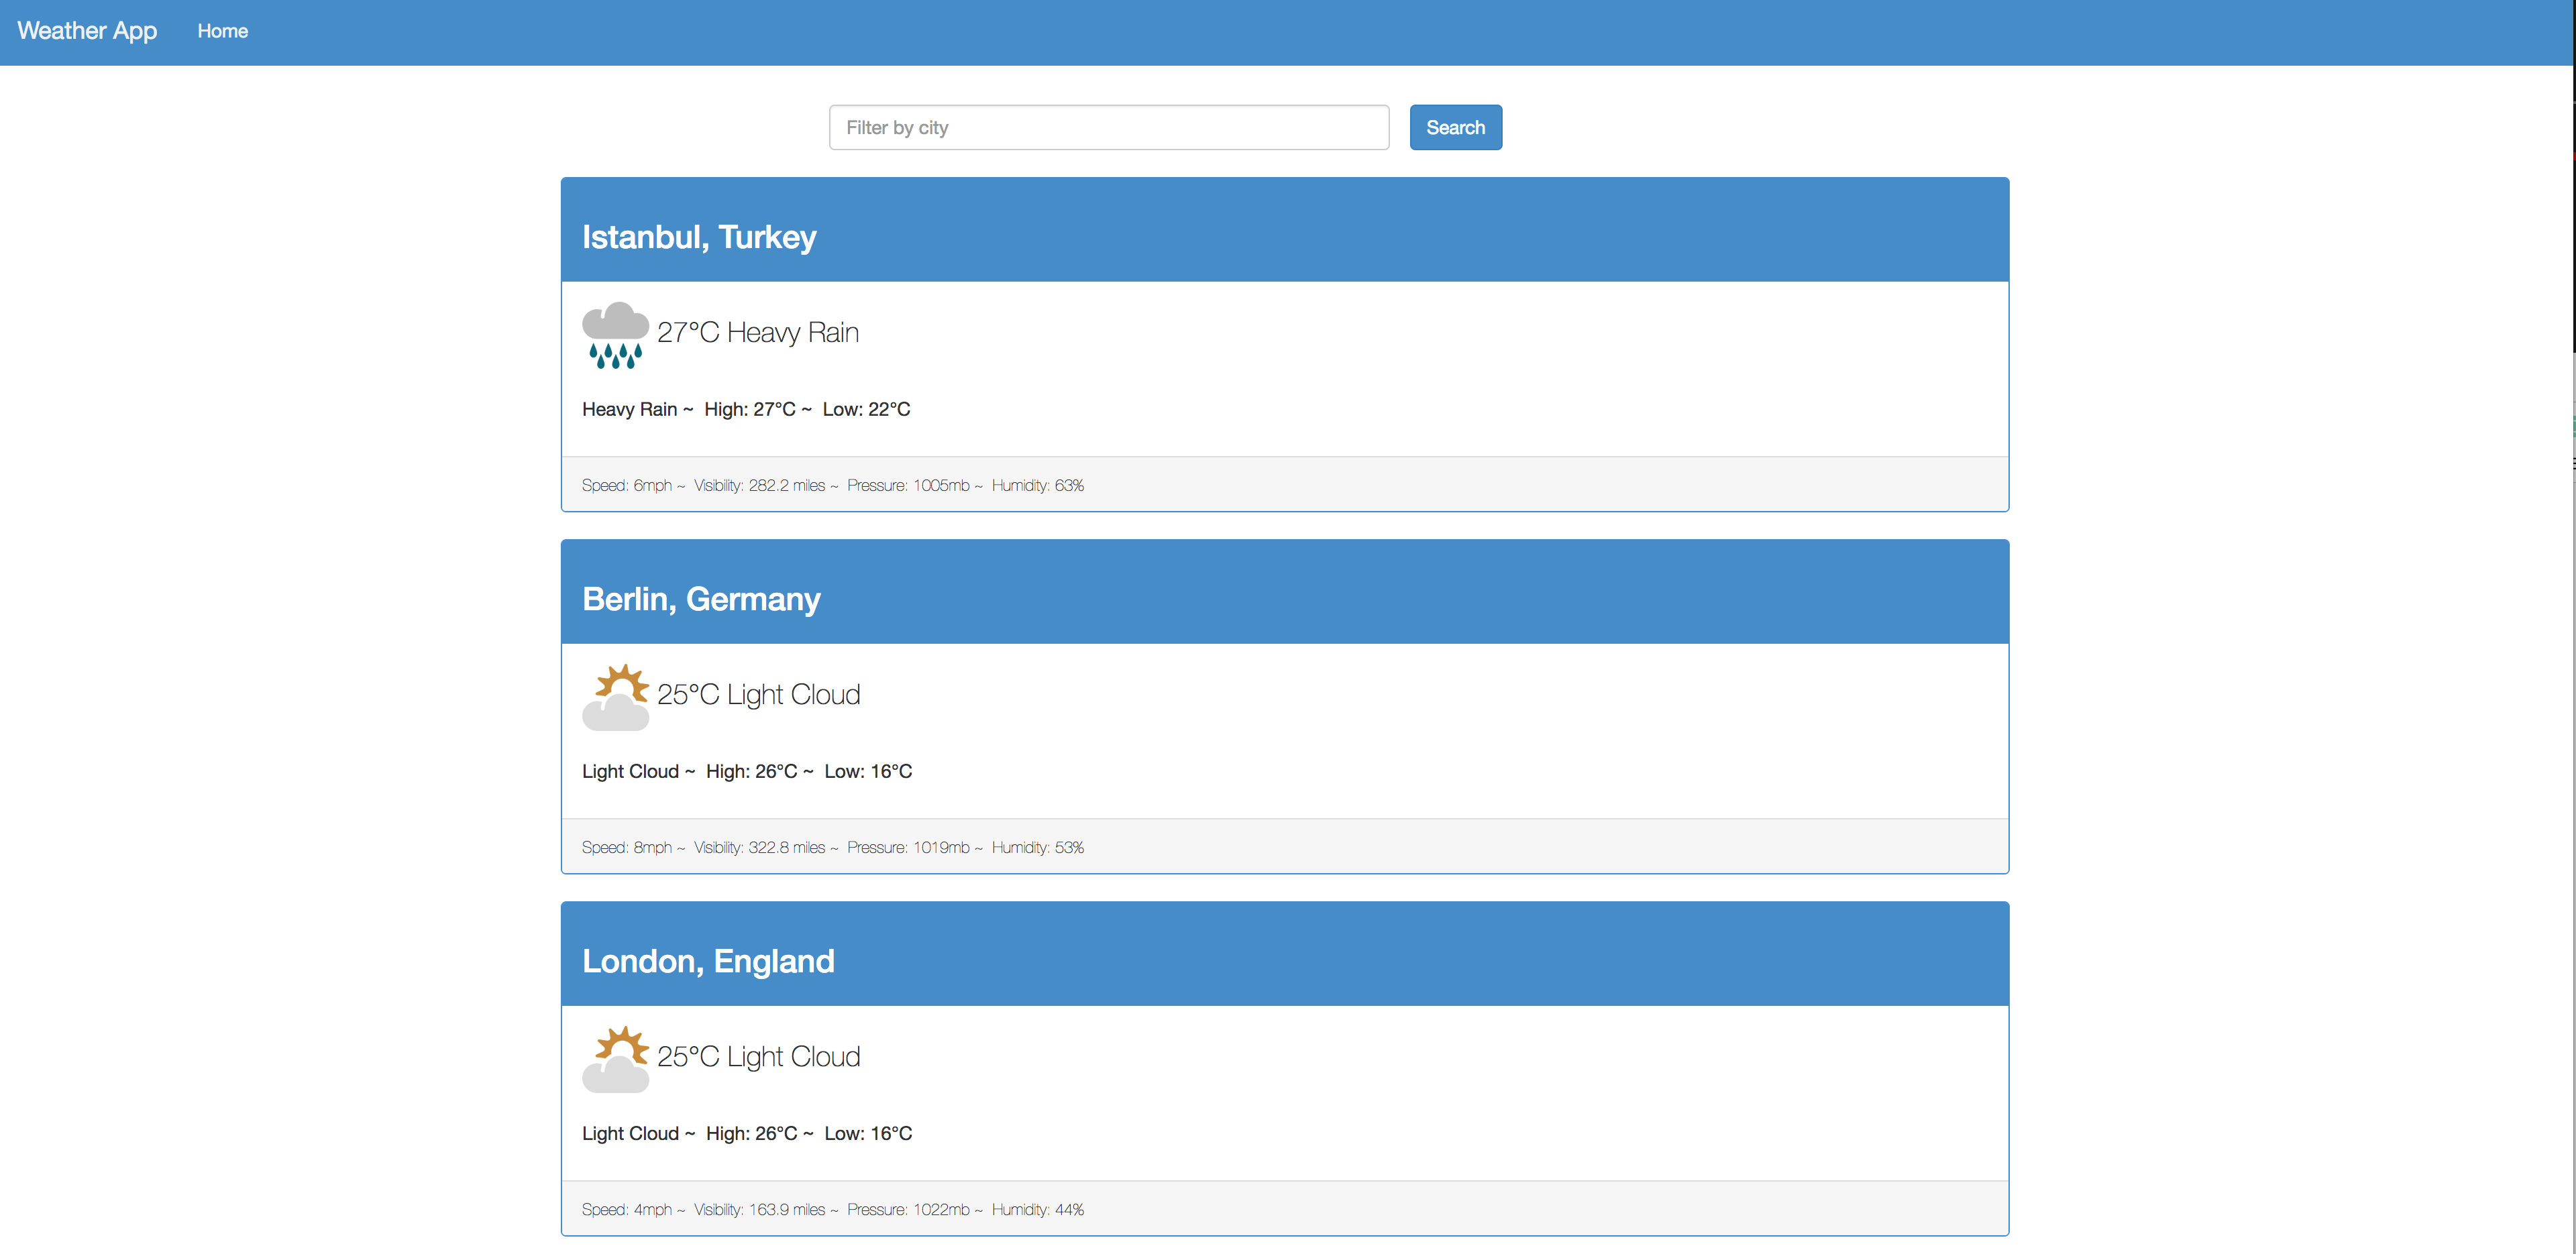 Weather App Home
Filter by city Search
Istanbul, Turkey
27°C Heavy Rain
Heavy Rain ~ High: 27°C ~ Low: 22°C
Speed: 6mph ~ Visibility: 282.2 miles ~ Pressure: 1005mb ~ Humidity: 63%
Berlin, Germany
25°C Light Cloud
Light Cloud ~ High: 26°C ~ Low: 16°C
Speed: 8mph ~ Visibility: 322.8 miles ~ Pressure: 1019mb ~ Humidity: 53%
London, England
25°C Light Cloud
Light Cloud ~ High: 26°C ~ Low: 16°C
Speed: 4mph ~ Visibility: 163.9 miles ~ Pressure: 1022mb ~ Humidity: 44%